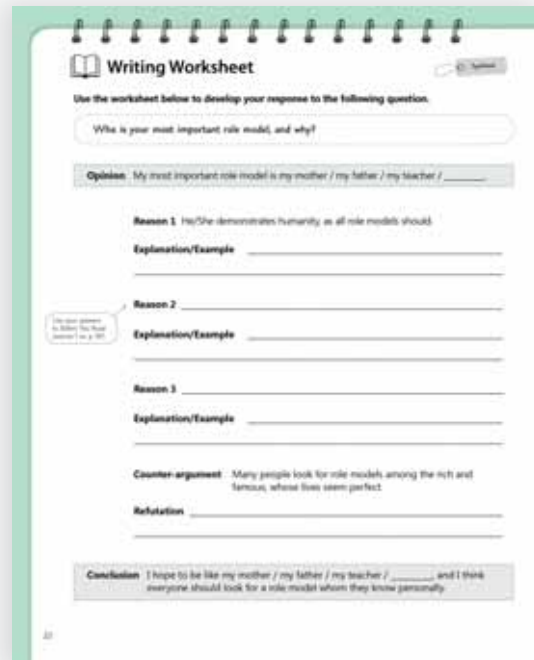 Writing Worksheet
Use the worksheet below to develop your response to the following question.
Who is your most important role model, and why?
Opinion My most important role model is my mother / my father / my teacher / ________
Reason 1 He/She demonstrates humanity, as all role models should.
Explanation/Example
Reason 2
Explanation/Example
Reason 3
Explanation/Example
Counter-argument Many people look for role models among the rich and
famous, whose lives seem perfect.
Refutation
Conclusion I hope to be like my mother / my father / my teacher / ________, and I think
everyone should look for a role model whom they know personally.